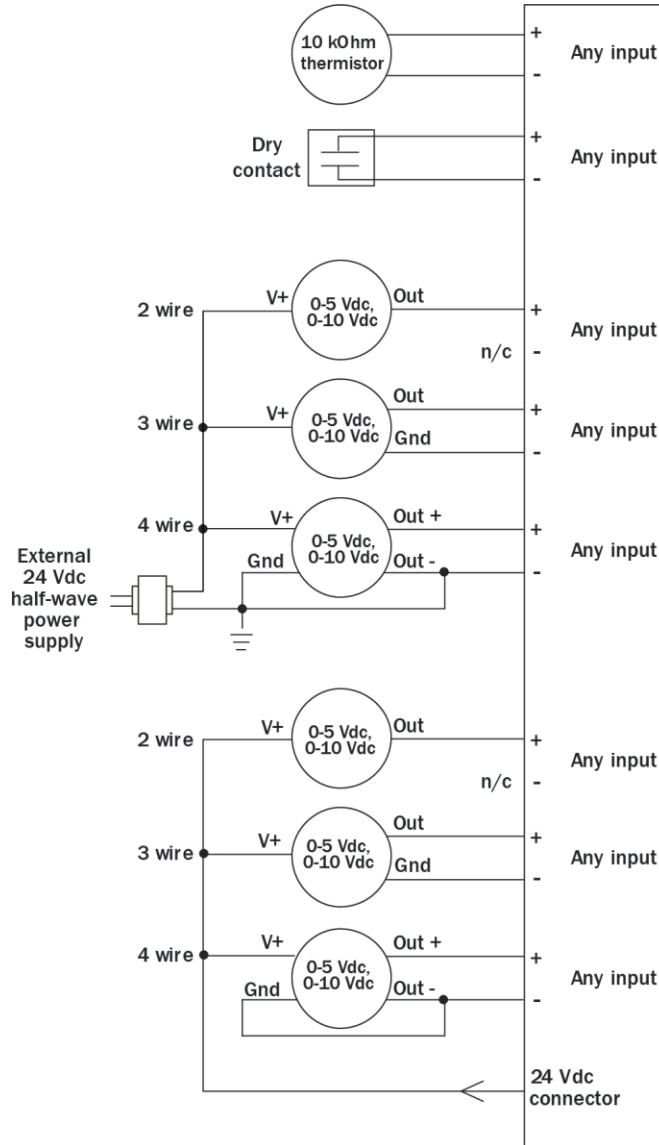 10 kOhm
thermistor
+
-
Any input
Dry
contact
+
-
Any input
2 wire
V+
0-5 Vdc,
0-10 Vdc
Out
+
n/c
-
Any input
3 wire
V+
0-5 Vdc,
0-10 Vdc
Out
Gnd
+
-
Any input
4 wire
V+
Gnd
0-5 Vdc,
0-10 Vdc
Out +
Out -
+
-
Any input
External
24 Vdc
half-wave
power
supply
2 wire
V+
0-5 Vdc,
0-10 Vdc
Out
+
n/c
-
Any input
3 wire
V+
0-5 Vdc,
0-10 Vdc
Out
Gnd
+
-
Any input
4 wire
V+
Gnd
0-5 Vdc,
0-10 Vdc
Out +
Out -
+
-
Any input
24 Vdc
connector